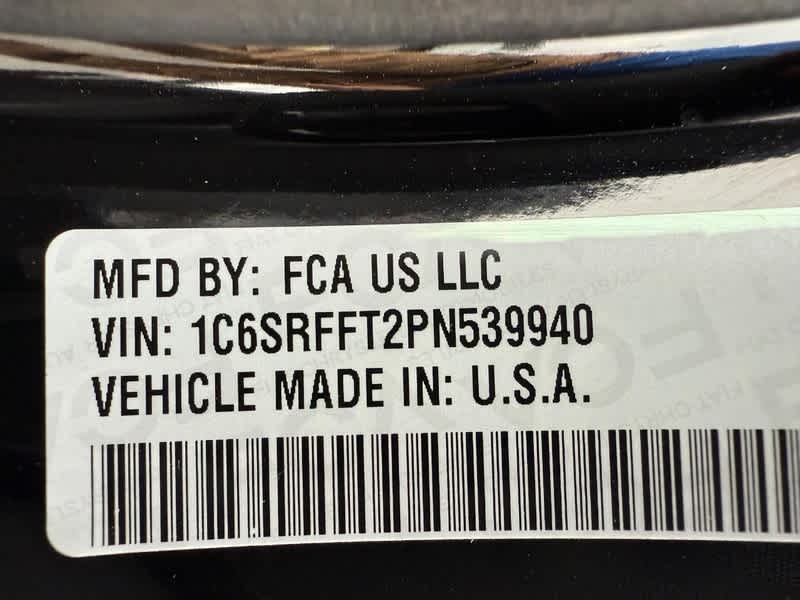 MFD BY: FCA US LLC
VIN: 1C6SRFFT2PN539940
VEHICLE MADE IN: U.S.A.